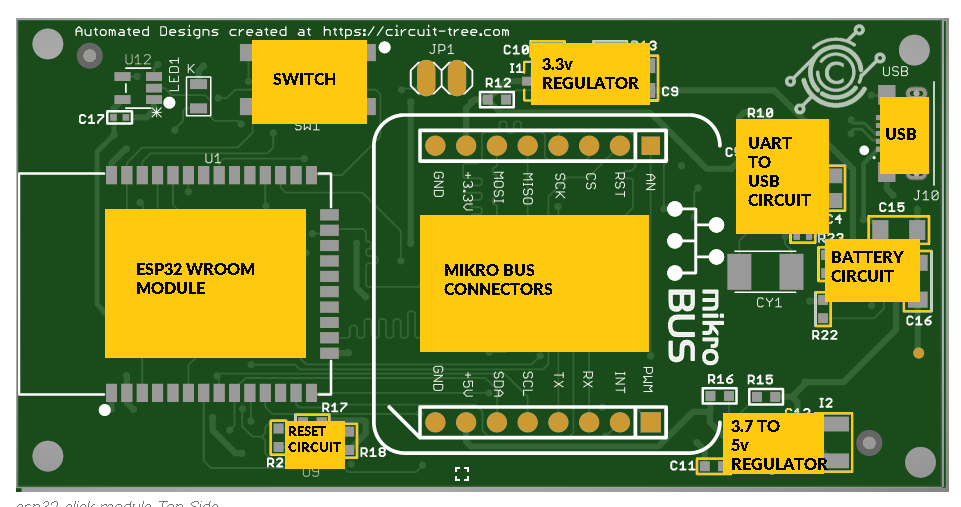 Automated Designs created at https://circuit-tree.com
U12
LED1
K
C17
SWITCH
SW1
JP1
C10
I1
R12
3.3v
REGULATOR
C9
R10
USB
UART
TO
USB
CIRCUIT
USB
J10
C15
C4
R23
BATTERY
CIRCUIT
C16
R22
CY1
U1
GND
+3.3V
MOSI
MISO
SCK
CS
RST
AN
ESP32 WROOM
MODULE
MIKRO BUS
CONNECTORS
mikro
BUS
GND
+5V
SDA
SCL
TX
RX
INT
PWM
R17
RESET
CIRCUIT
R18
U9
R16
R15
I2
3.7 TO
5v
REGULATOR
C11
esp32 click module Top Side